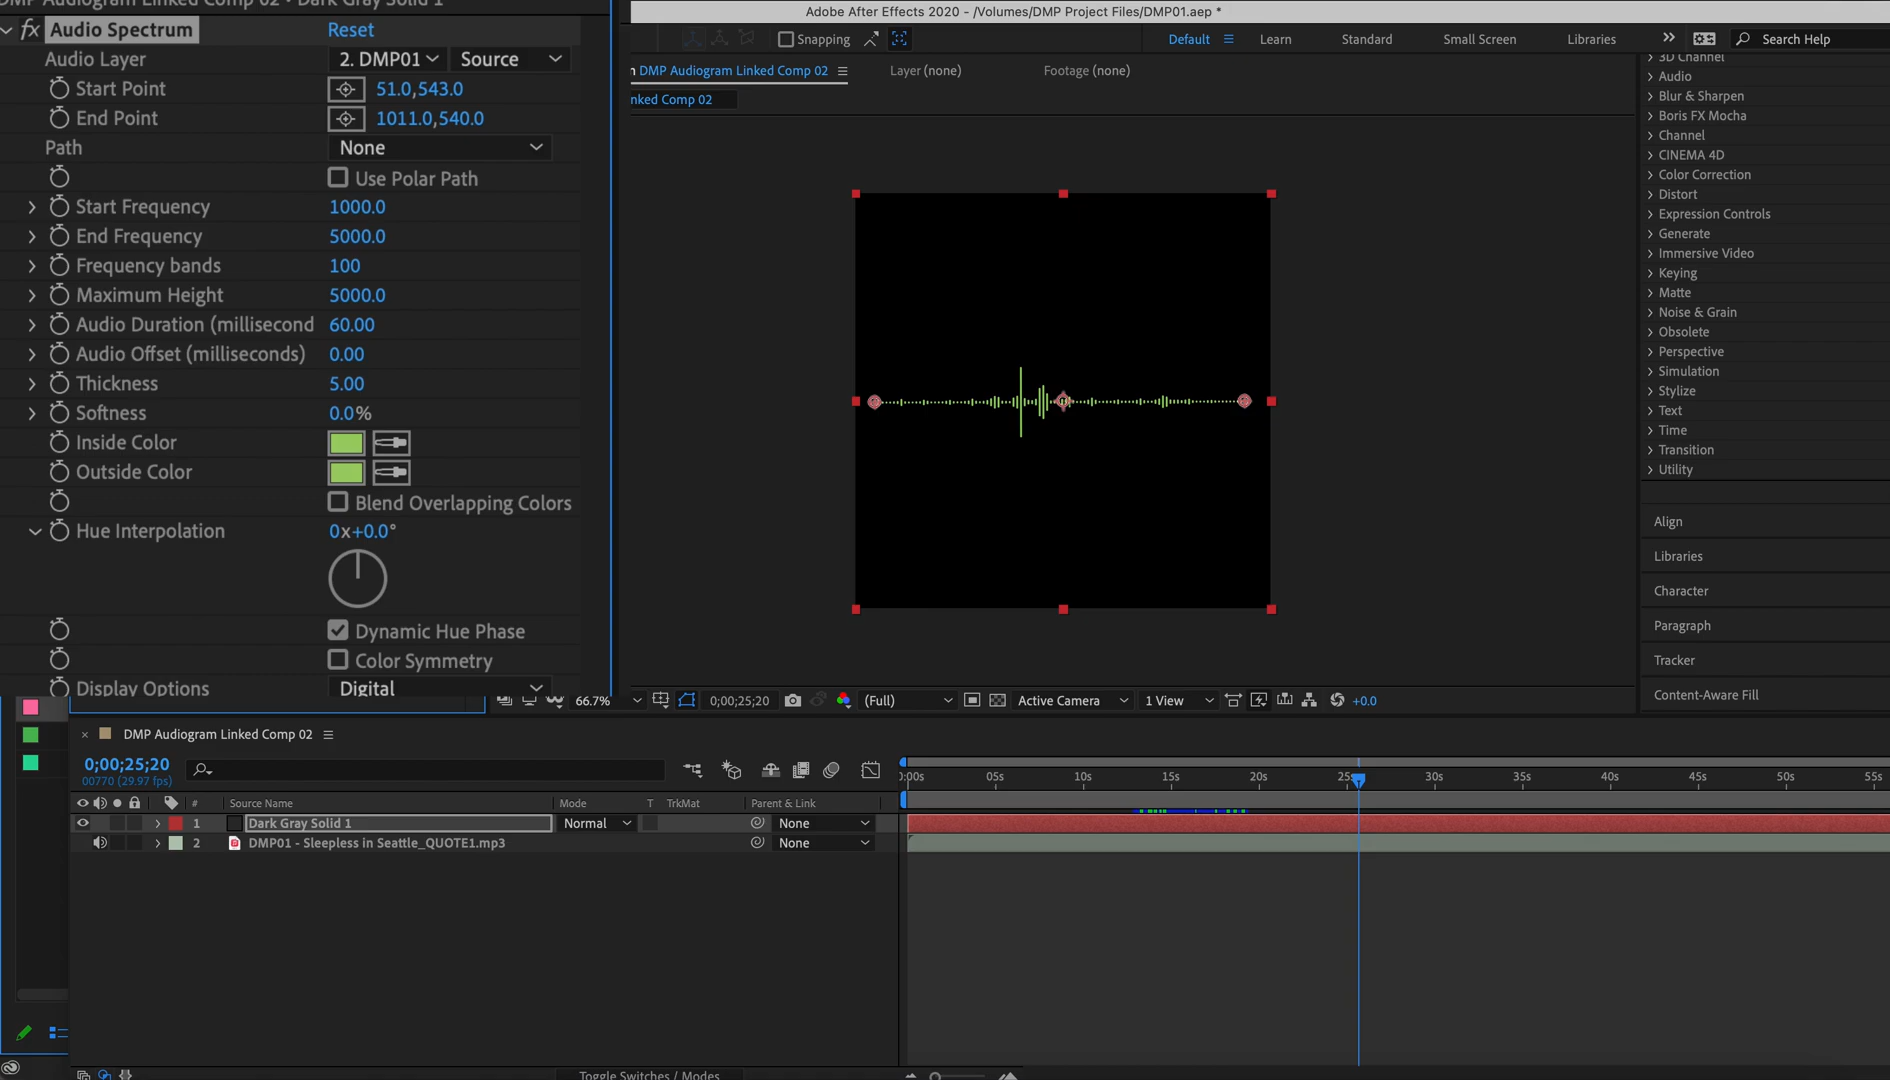 DMP Audiogram Linked Comp 02 • Dark Gray Solid 1
fx Audio Spectrum
Reset
Audio Layer
2. DMP01
Source
Start Point
51.0,543.0
End Point
1011.0,540.0
Path
None
Use Polar Path
Start Frequency
1000.0
End Frequency
5000.0
Frequency bands
100
Maximum Height
5000.0
Audio Duration (millisecond
60.00
Audio Offset (milliseconds)
0.00
Thickness
5.00
Softness
0.0%
Inside Color
Outside Color
Blend Overlapping Colors
Hue Interpolation
0x+0.0°
Dynamic Hue Phase
Color Symmetry
Display Options
Digital
Adobe After Effects 2020 - /Volumes/DMP Project Files/DMP01.aep *
Snapping
Default
Learn
Standard
Small Screen
Libraries
Search Help
DMP Audiogram Linked Comp 02
Layer (none)
Footage (none)
nked Comp 02
3D Channel
Audio
Blur & Sharpen
Boris FX Mocha
Channel
CINEMA 4D
Color Correction
Distort
Expression Controls
Generate
Immersive Video
Keying
Matte
Noise & Grain
Obsolete
Perspective
Simulation
Stylize
Text
Time
Transition
Utility
Align
Libraries
Character
Paragraph
Tracker
Content-Aware Fill
66.7%
0;00;25;20
(Full)
Active Camera
1 View
+0.0
DMP Audiogram Linked Comp 02
0;00;25;20
00770 (29.97 fps)
:00s 05s 10s 15s 20s 25s 30s 35s 40s 45s 50s 55s
# Source Name Mode T TrkMat Parent & Link
1 Dark Gray Solid 1 Normal None
2 DMP01 - Sleepless in Seattle_QUOTE1.mp3 None
Toggle Switches / Modes